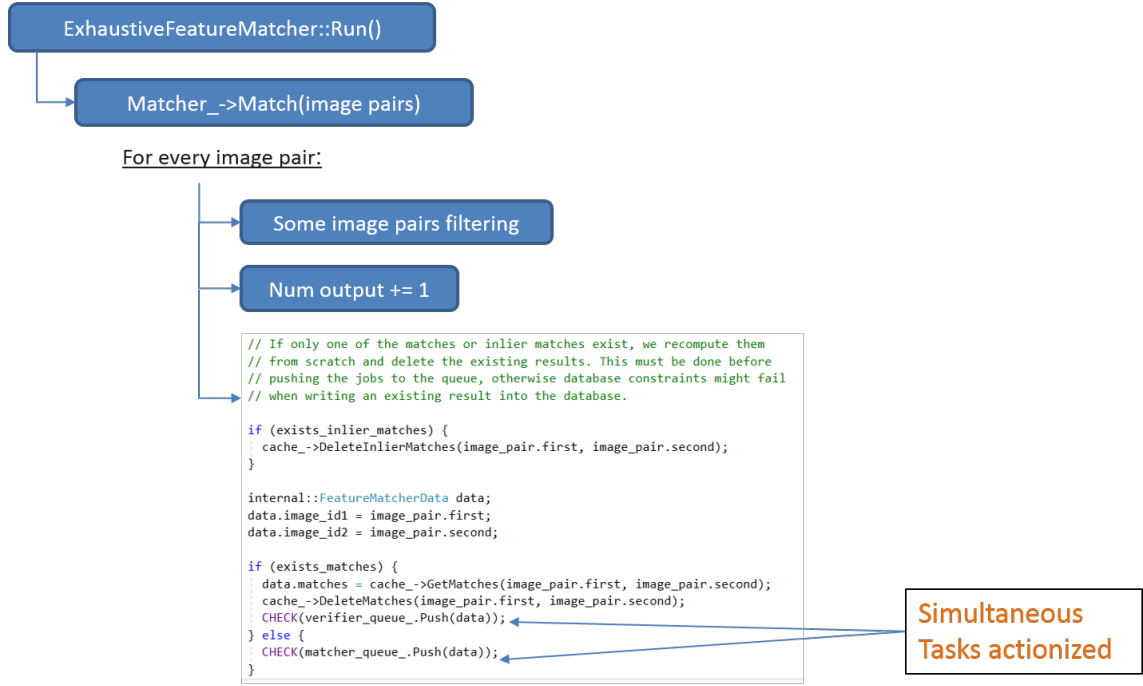 ExhaustiveFeatureMatcher::Run()
Matcher_->Match(image pairs)
For every image pair:
Some image pairs filtering
Num output += 1
// If only one of the matches or inlier matches exist, we recompute them
// from scratch and delete the existing results. This must be done before
// pushing the jobs to the queue, otherwise database constraints might fail
// when writing an existing result into the database.
if (exists_inlier_matches) {
cache_->DeleteInlierMatches(image_pair.first, image_pair.second);
}
internal::FeatureMatcherData data;
data.image_id1 = image_pair.first;
data.image_id2 = image_pair.second;
if (exists_matches) {
data.matches = cache_->GetMatches(image_pair.first, image_pair.second);
cache_->DeleteMatches(image_pair.first, image_pair.second);
CHECK(verifier_queue_.Push(data));
} else {
CHECK(matcher_queue_.Push(data));
}
Simultaneous
Tasks actionized